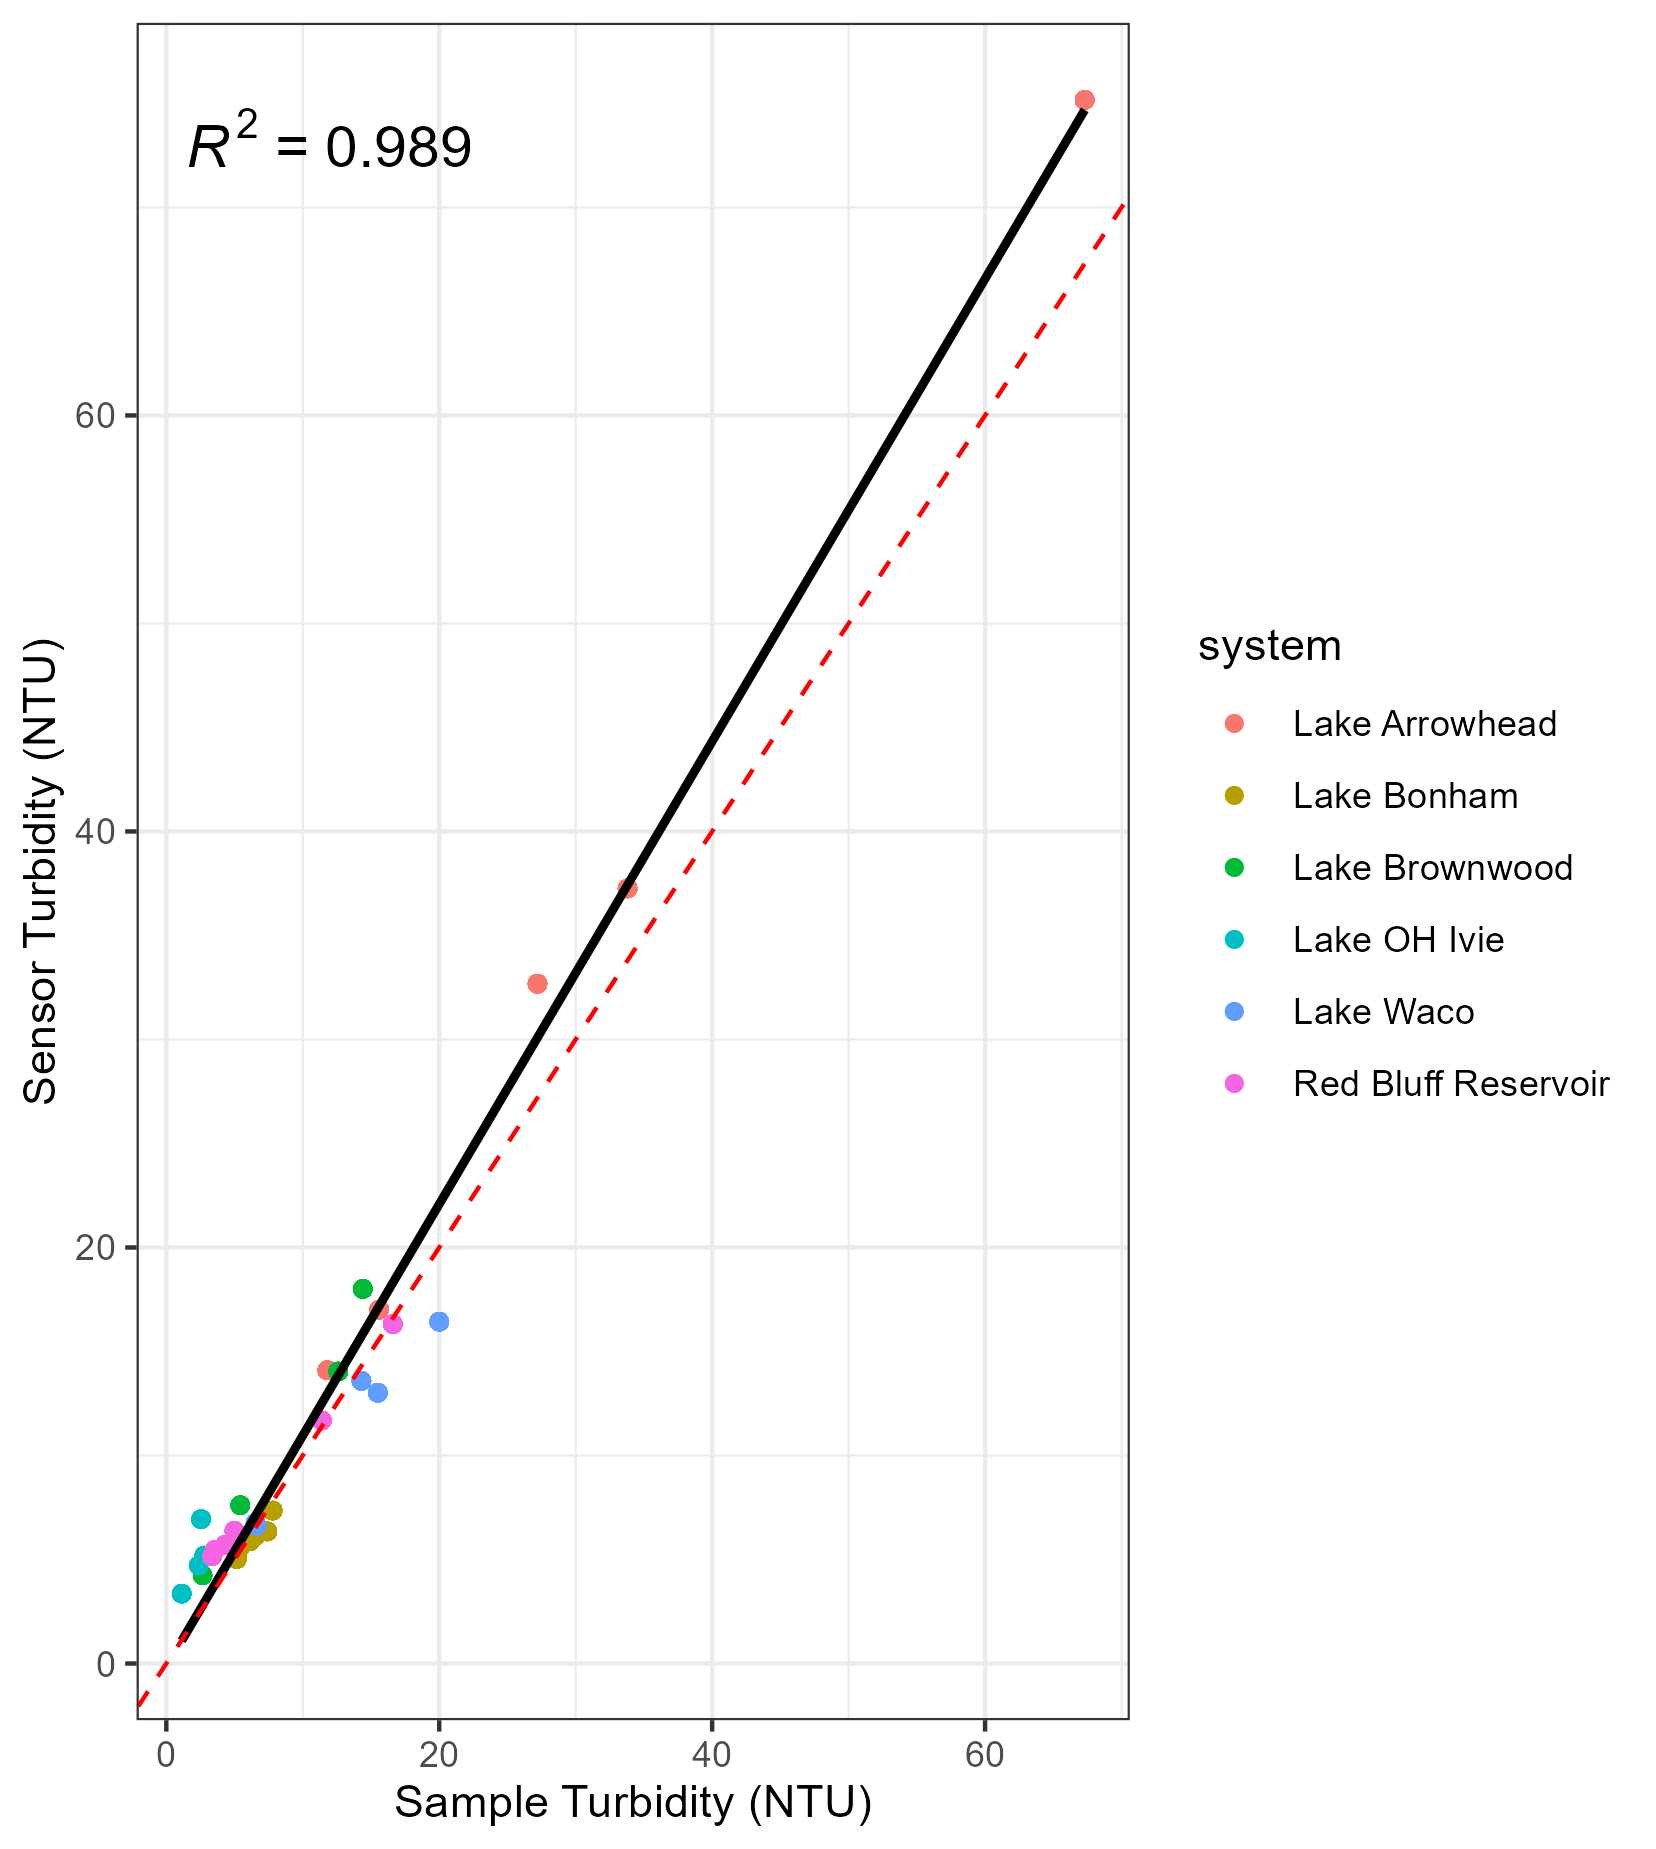 R² = 0.989
Sensor Turbidity (NTU)
60
40
20
0
0 20 40 60
Sample Turbidity (NTU)
system
Lake Arrowhead
Lake Bonham
Lake Brownwood
Lake OH Ivie
Lake Waco
Red Bluff Reservoir